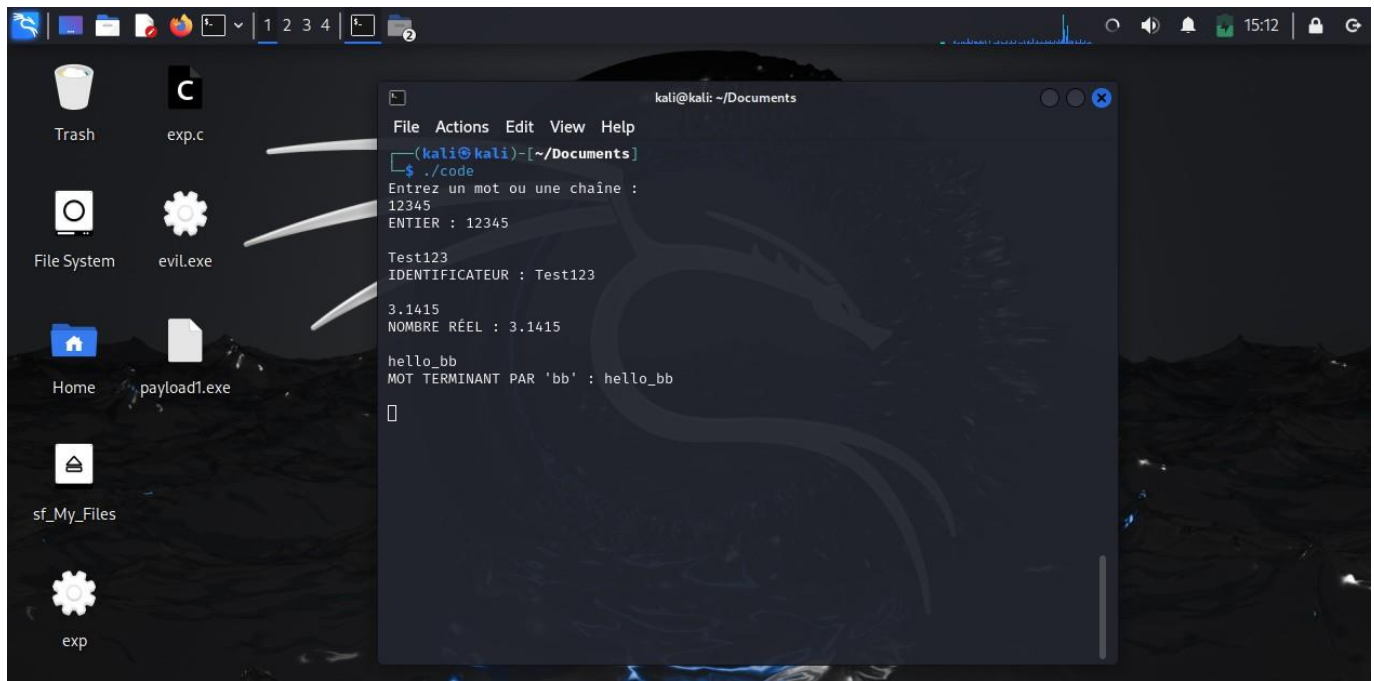 1 2 3 4
2
15:12
Trash
exp.c
C
File System
evil.exe
Home
payload1.exe
sf_My_Files
exp
kali@kali: ~/Documents
File Actions Edit View Help
(kali㉿kali)-[~/Documents]
$ ./code
Entrez un mot ou une chaîne :
12345
ENTIER : 12345
Test123
IDENTIFICATEUR : Test123
3.1415
NOMBRE RÉEL : 3.1415
hello_bb
MOT TERMINANT PAR 'bb' : hello_bb